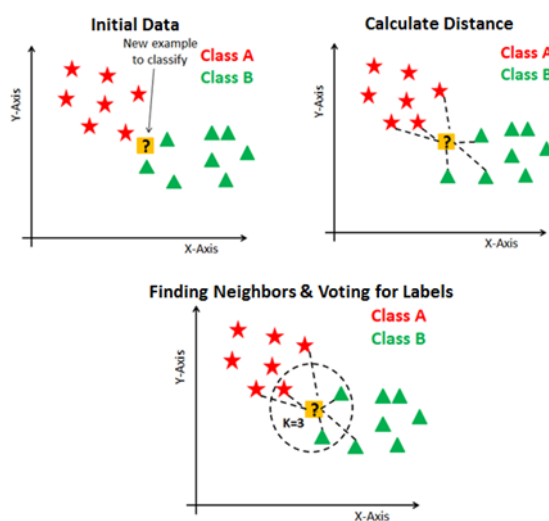 Initial Data
New example
to classify
Class A
Class B
?
Y-Axis
X-Axis
Calculate Distance
Class A
Class B
?
Y-Axis
X-Axis
Finding Neighbors & Voting for Labels
Class A
Class B
?
K=3
Y-Axis
X-Axis